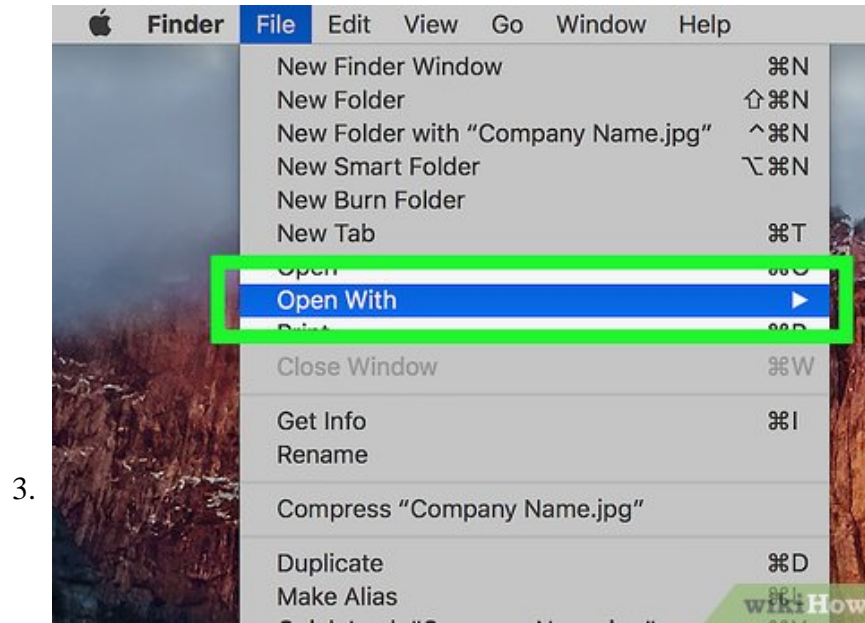 Finder File Edit View Go Window Help
New Finder Window ⌘N
New Folder ⇧⌘N
New Folder with “Company Name.jpg” ^⌘N
New Smart Folder ⌥⌘N
New Burn Folder
New Tab ⌘T
Open ⌘O
Open With ▶
Print ⌘P
Close Window ⌘W
Get Info ⌘I
Rename
3.
Compress “Company Name.jpg”
Duplicate ⌘D
Make Alias ⌘L
wikiHow